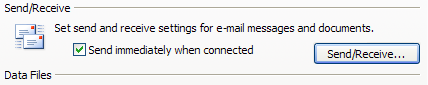 Send/Receive
Set send and receive settings for e-mail messages and documents.
Send immediately when connected
Send/Receive...
Data Files